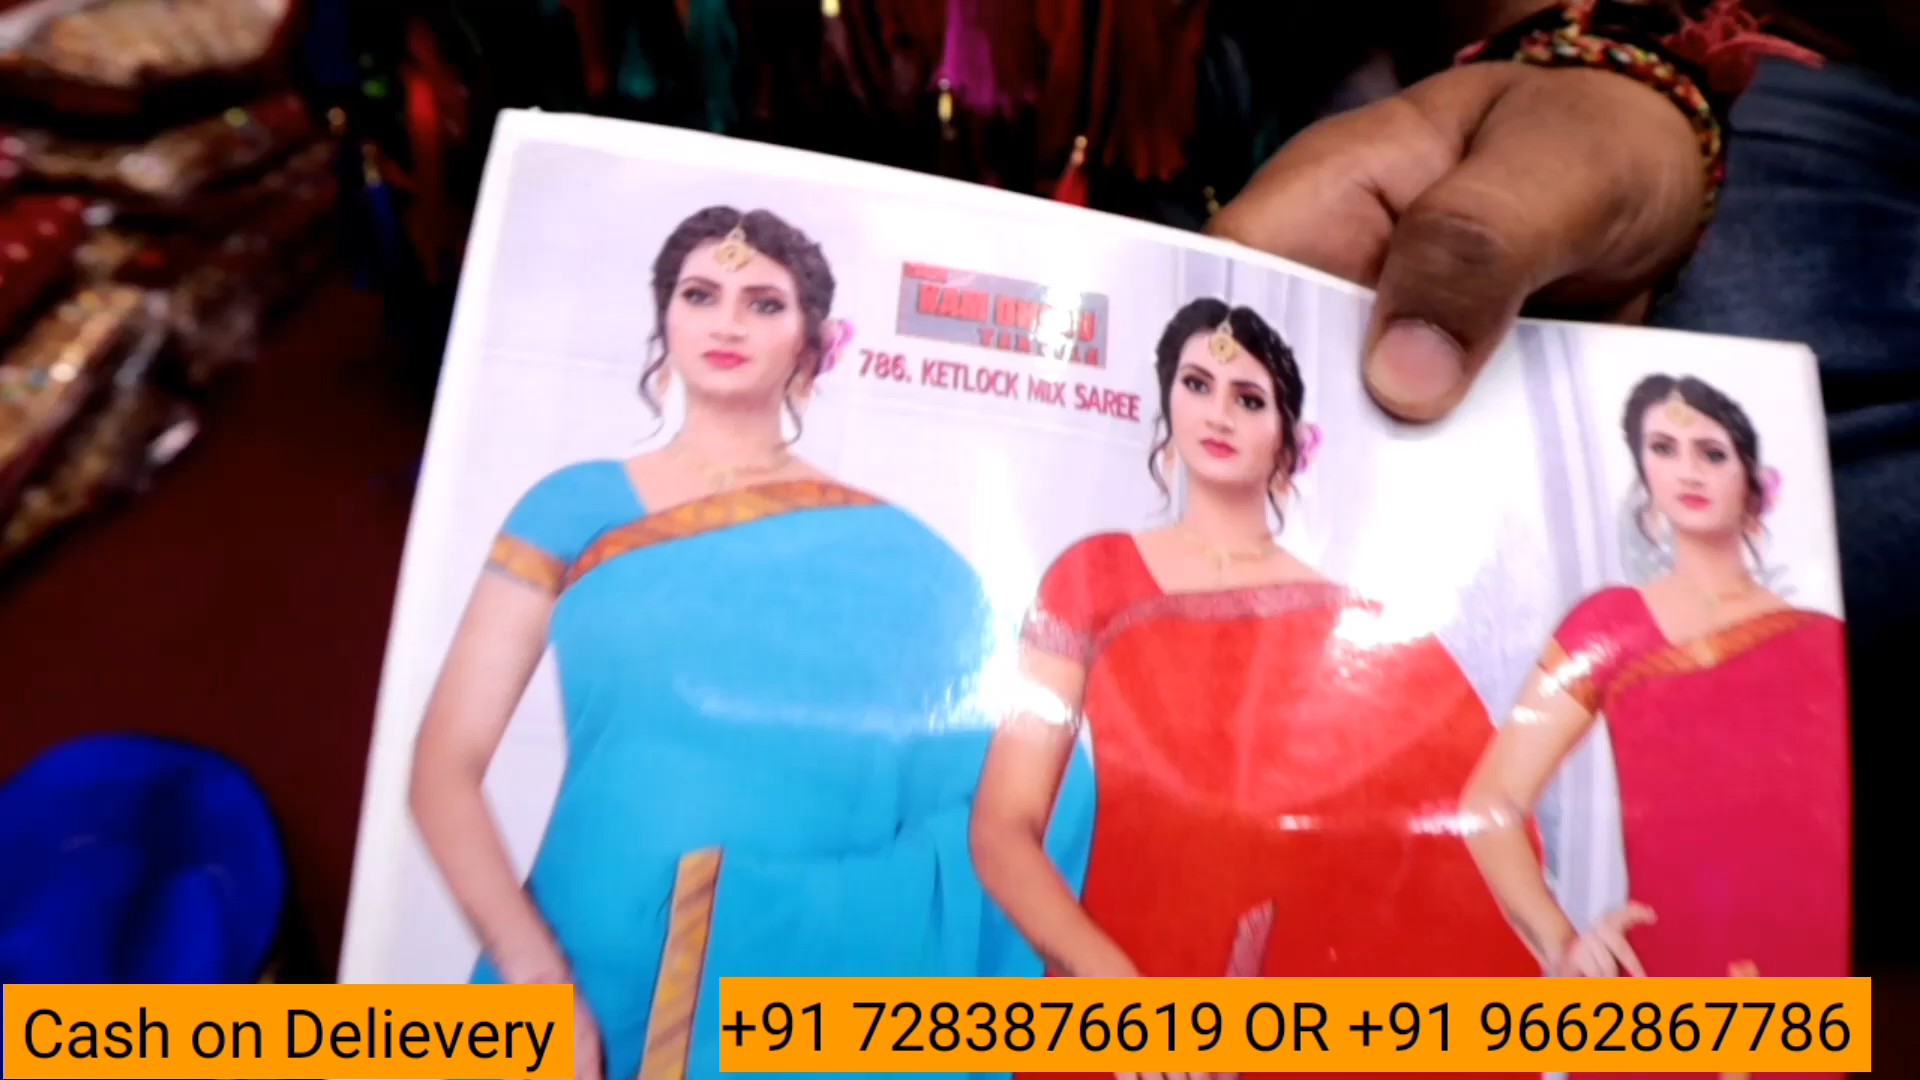 786. KETLOCK MIX SAREE
Cash on Delievery
+91 7283876619 OR +91 9662867786